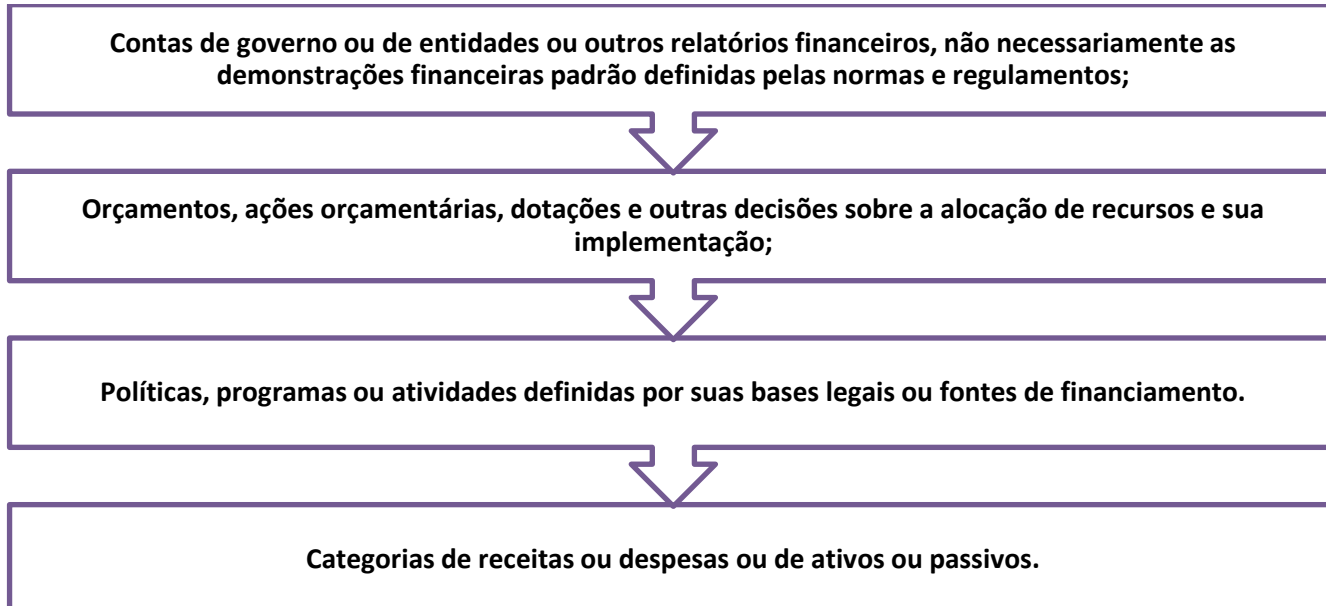 Contas de governo ou de entidades ou outros relatórios financeiros, não necessariamente as
demonstrações financeiras padrão definidas pelas normas e regulamentos;
Orçamentos, ações orçamentárias, dotações e outras decisões sobre a alocação de recursos e sua
implementação;
Políticas, programas ou atividades definidas por suas bases legais ou fontes de financiamento.
Categorias de receitas ou despesas ou de ativos ou passivos.